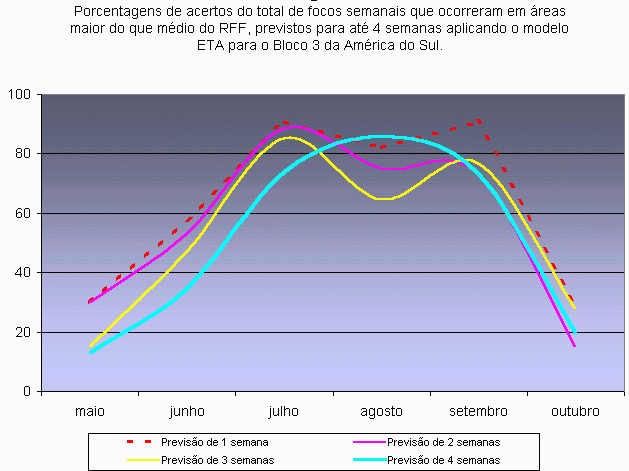 Porcentagens de acertos do total de focos semanais que ocorreram em áreas
maior do que médio do RFF, previstos para até 4 semanas aplicando o modelo
ETA para o Bloco 3 da América do Sul.
100
80
60
40
20
0
maio junho julho agosto setembro outubro
Previsão de 1 semana Previsão de 2 semanas
Previsão de 3 semanas Previsão de 4 semanas